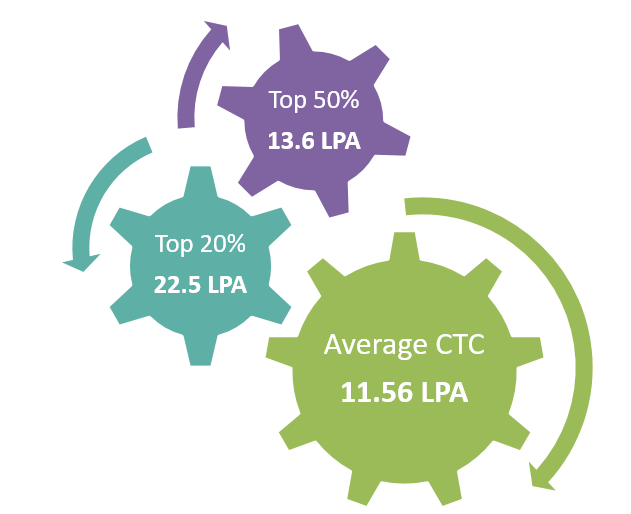 Top 50%
13.6 LPA
Top 20%
22.5 LPA
Average CTC
11.56 LPA